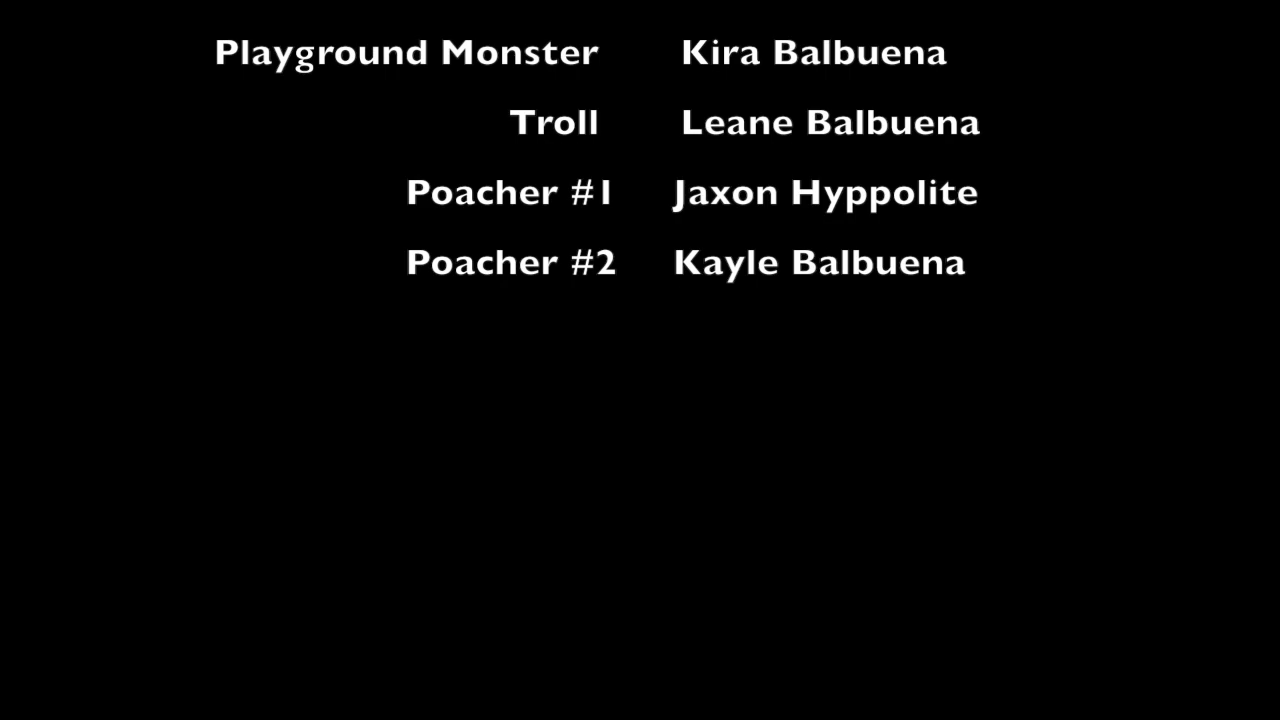 Playground Monster Kira Balbuena
Troll Leane Balbuena
Poacher #1 Jaxon Hyppolite
Poacher #2 Kayle Balbuena